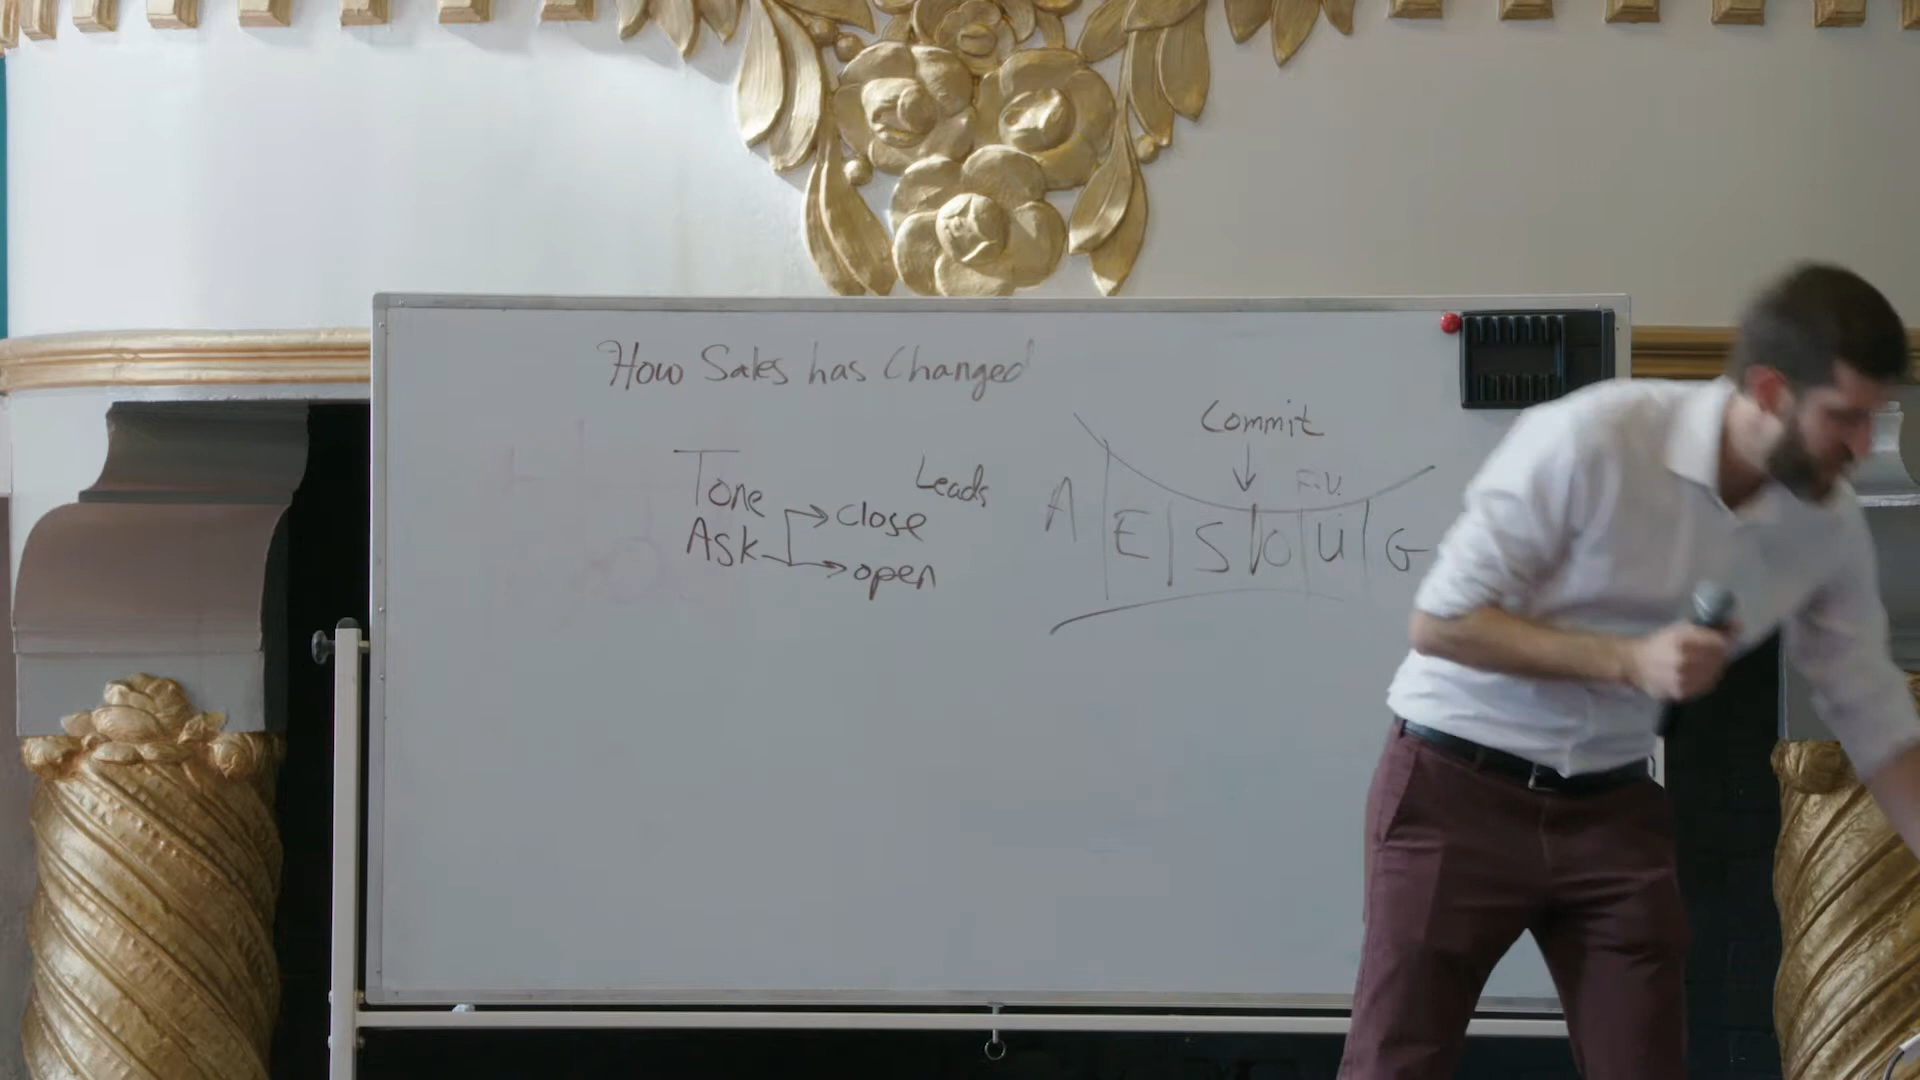 How Sales has Changed
Commit
Tone
Leads
close
Ask
open
F.U.
A E S O U G